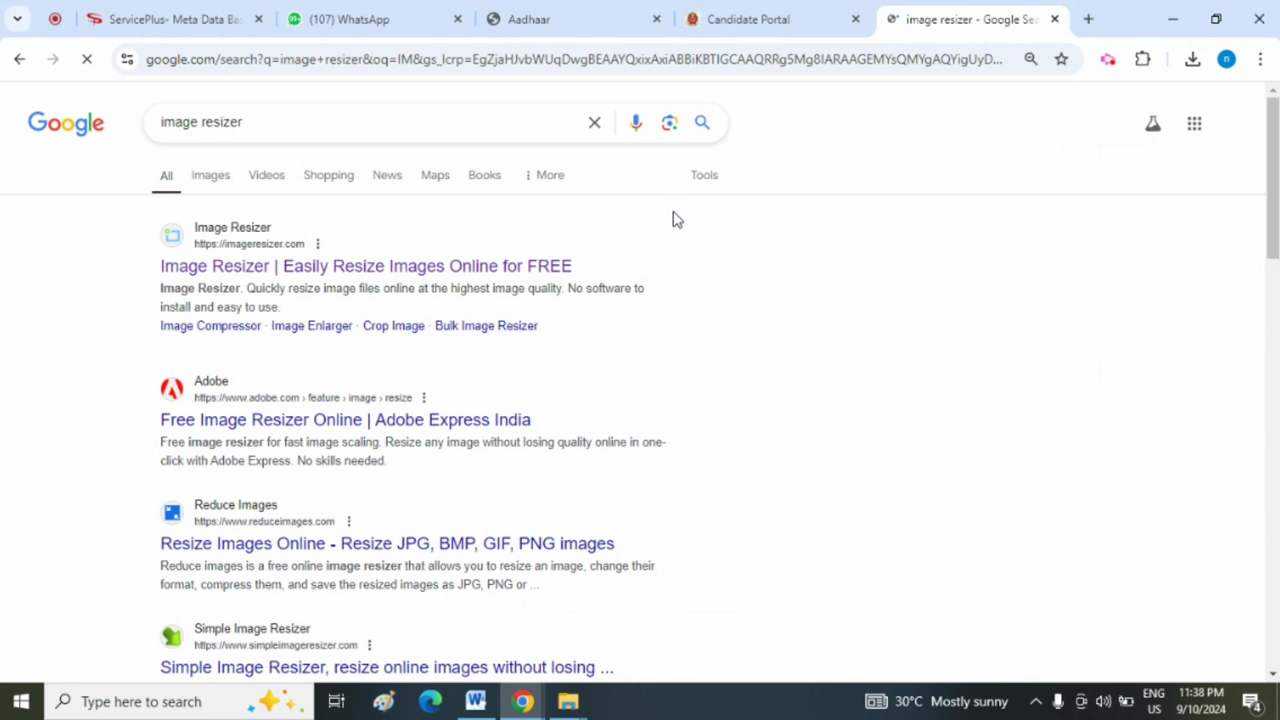 ServicePlus- Meta Data Ba
(107) WhatsApp
Aadhaar
Candidate Portal
image resizer - Google Sea
google.com/search?q=image+resizer&oq=IM&gs_lcrp=EgZjaHJvbWUqDwgBEAAYQxixAxiABBiKBTIGCAAQRRg5Mg8IARAAGEMYsQMYgAQYigUyD...
n
Google
image resizer
All
Images
Videos
Shopping
News
Maps
Books
More
Tools
Image Resizer
https://imageresizer.com
Image Resizer | Easily Resize Images Online for FREE
Image Resizer. Quickly resize image files online at the highest image quality. No software to
install and easy to use.
Image Compressor · Image Enlarger · Crop Image · Bulk Image Resizer
Adobe
https://www.adobe.com › feature › image › resize
Free Image Resizer Online | Adobe Express India
Free image resizer for fast image scaling. Resize any image without losing quality online in one-
click with Adobe Express. No skills needed.
Reduce Images
https://www.reduceimages.com
Resize Images Online - Resize JPG, BMP, GIF, PNG images
Reduce images is a free online image resizer that allows you to resize an image, change their
format, compress them, and save the resized images as JPG, PNG or ...
Simple Image Resizer
https://www.simpleimageresizer.com
Simple Image Resizer, resize online images without losing ...
Type here to search
30°C Mostly sunny
ENG
US
11:38 PM
9/10/2024
4